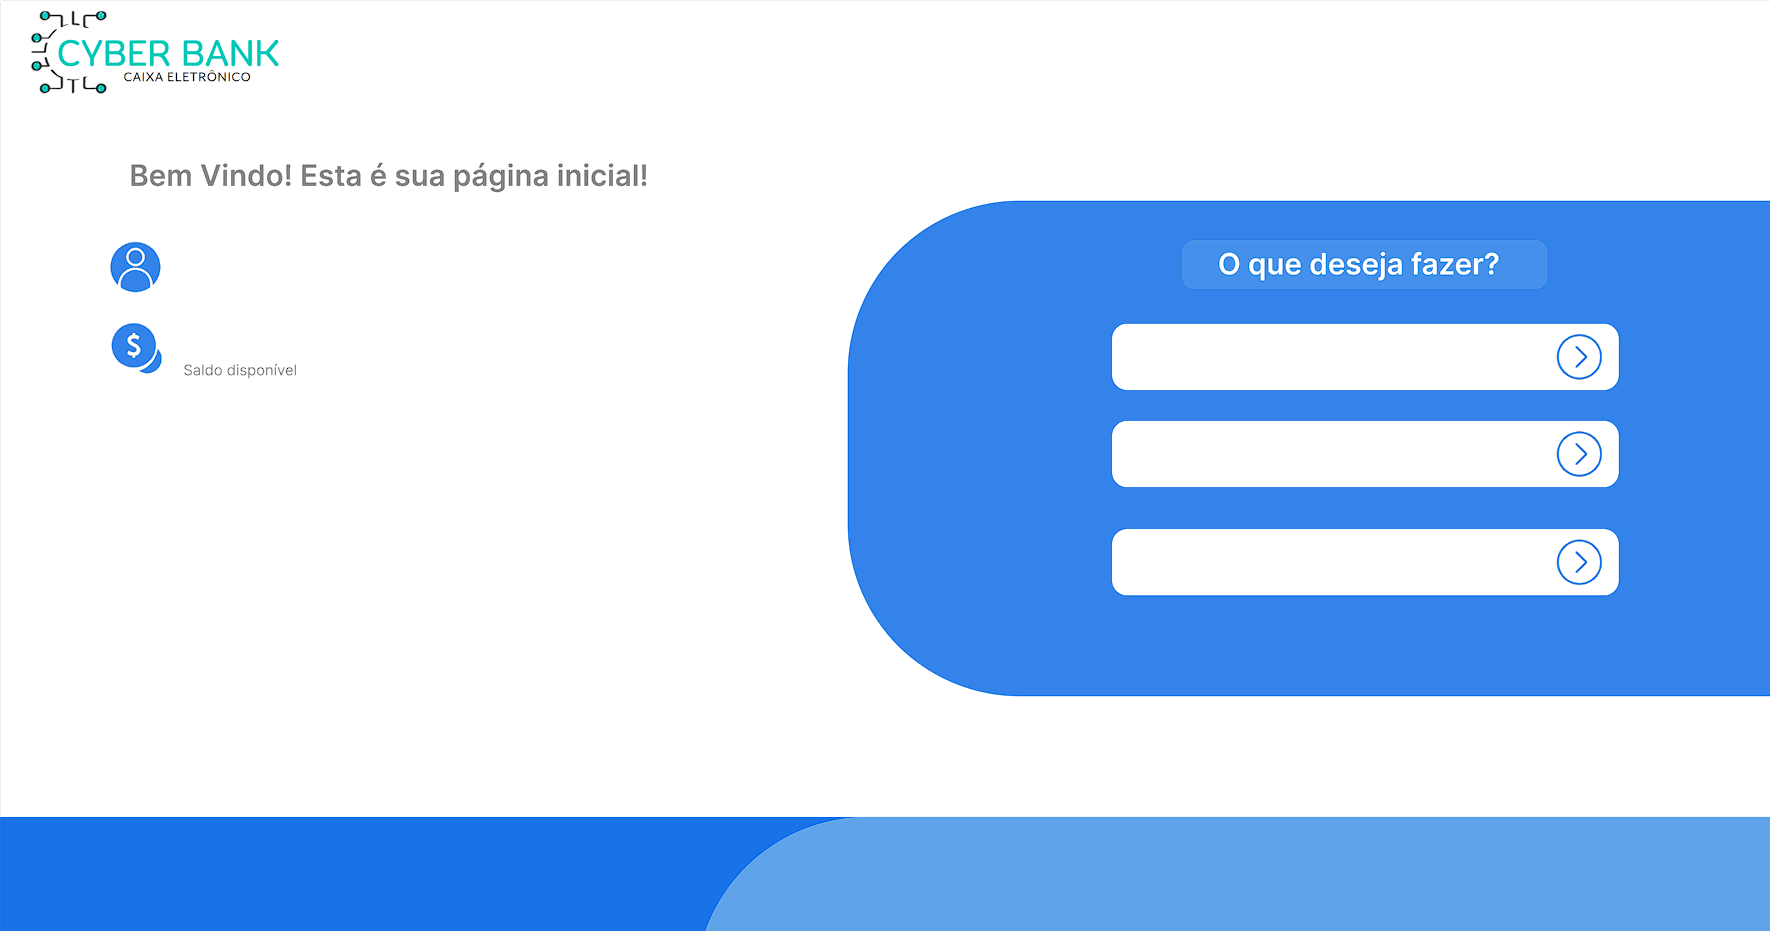 CYBER BANK
CAIXA ELETRÔNICO
Bem Vindo! Esta é sua página inicial!
$
Saldo disponível
O que deseja fazer?